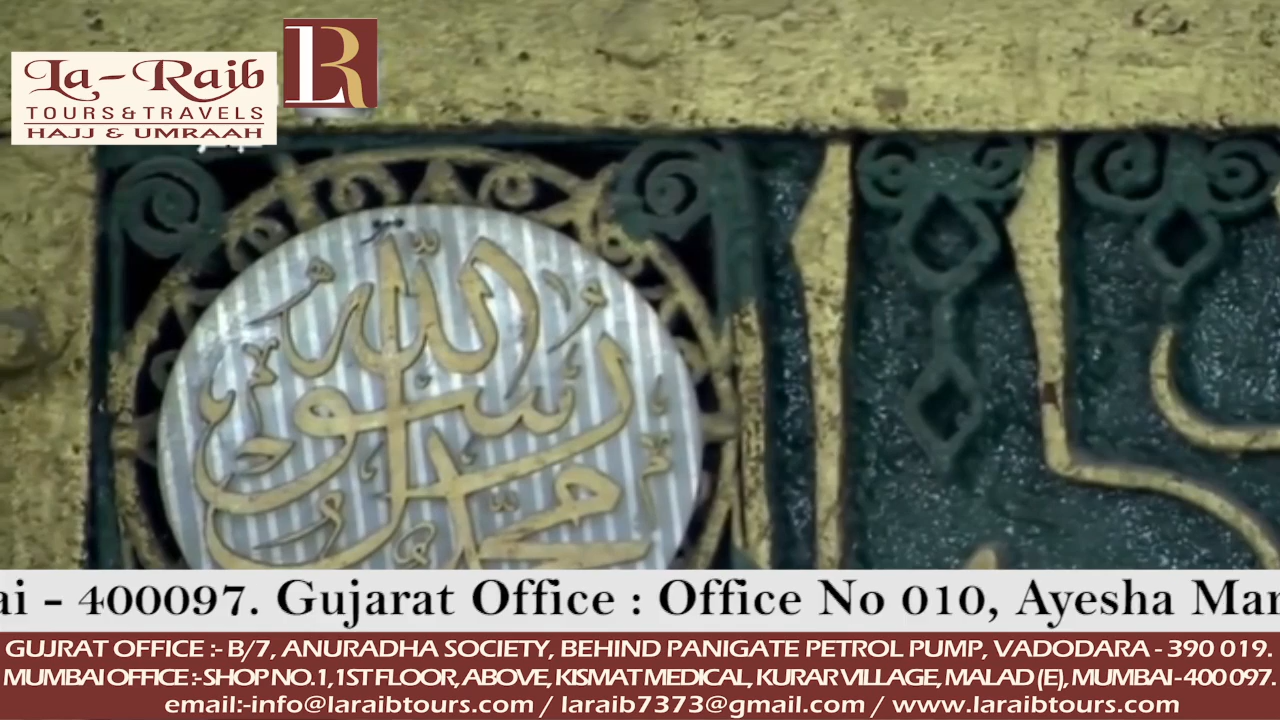 La-Raib
TOURS & TRAVELS
HAJJ & UMRAAH
LR
الله
رسول
محمد
ai - 400097. Gujarat Office : Office No 010, Ayesha Mar
GUJRAT OFFICE :- B/7, ANURADHA SOCIETY, BEHIND PANIGATE PETROL PUMP, VADODARA - 390 019.
MUMBAI OFFICE :- SHOP NO. 1, 1ST FLOOR, ABOVE, KISMAT MEDICAL, KURAR VILLAGE, MALAD (E), MUMBAI - 400 097.
email:-info@laraibtours.com / laraib7373@gmail.com / www.laraibtours.com